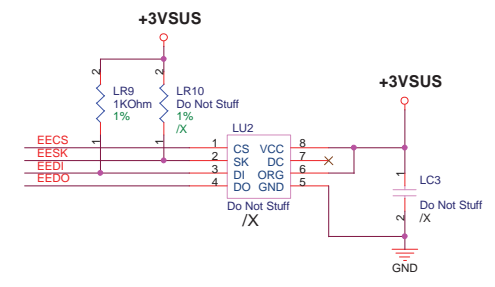 +3VSUS
+3VSUS
2
2
LR9
1KOhm
1%
LR10
Do Not Stuff
1%
/X
1
1
LU2
EECS
EESK
EEDI
EEDO
1
2
3
4
CS VCC
SK DC
DI ORG
DO GND
8
7
6
5
Do Not Stuff
/X
1
LC3
Do Not Stuff
/X
2
GND